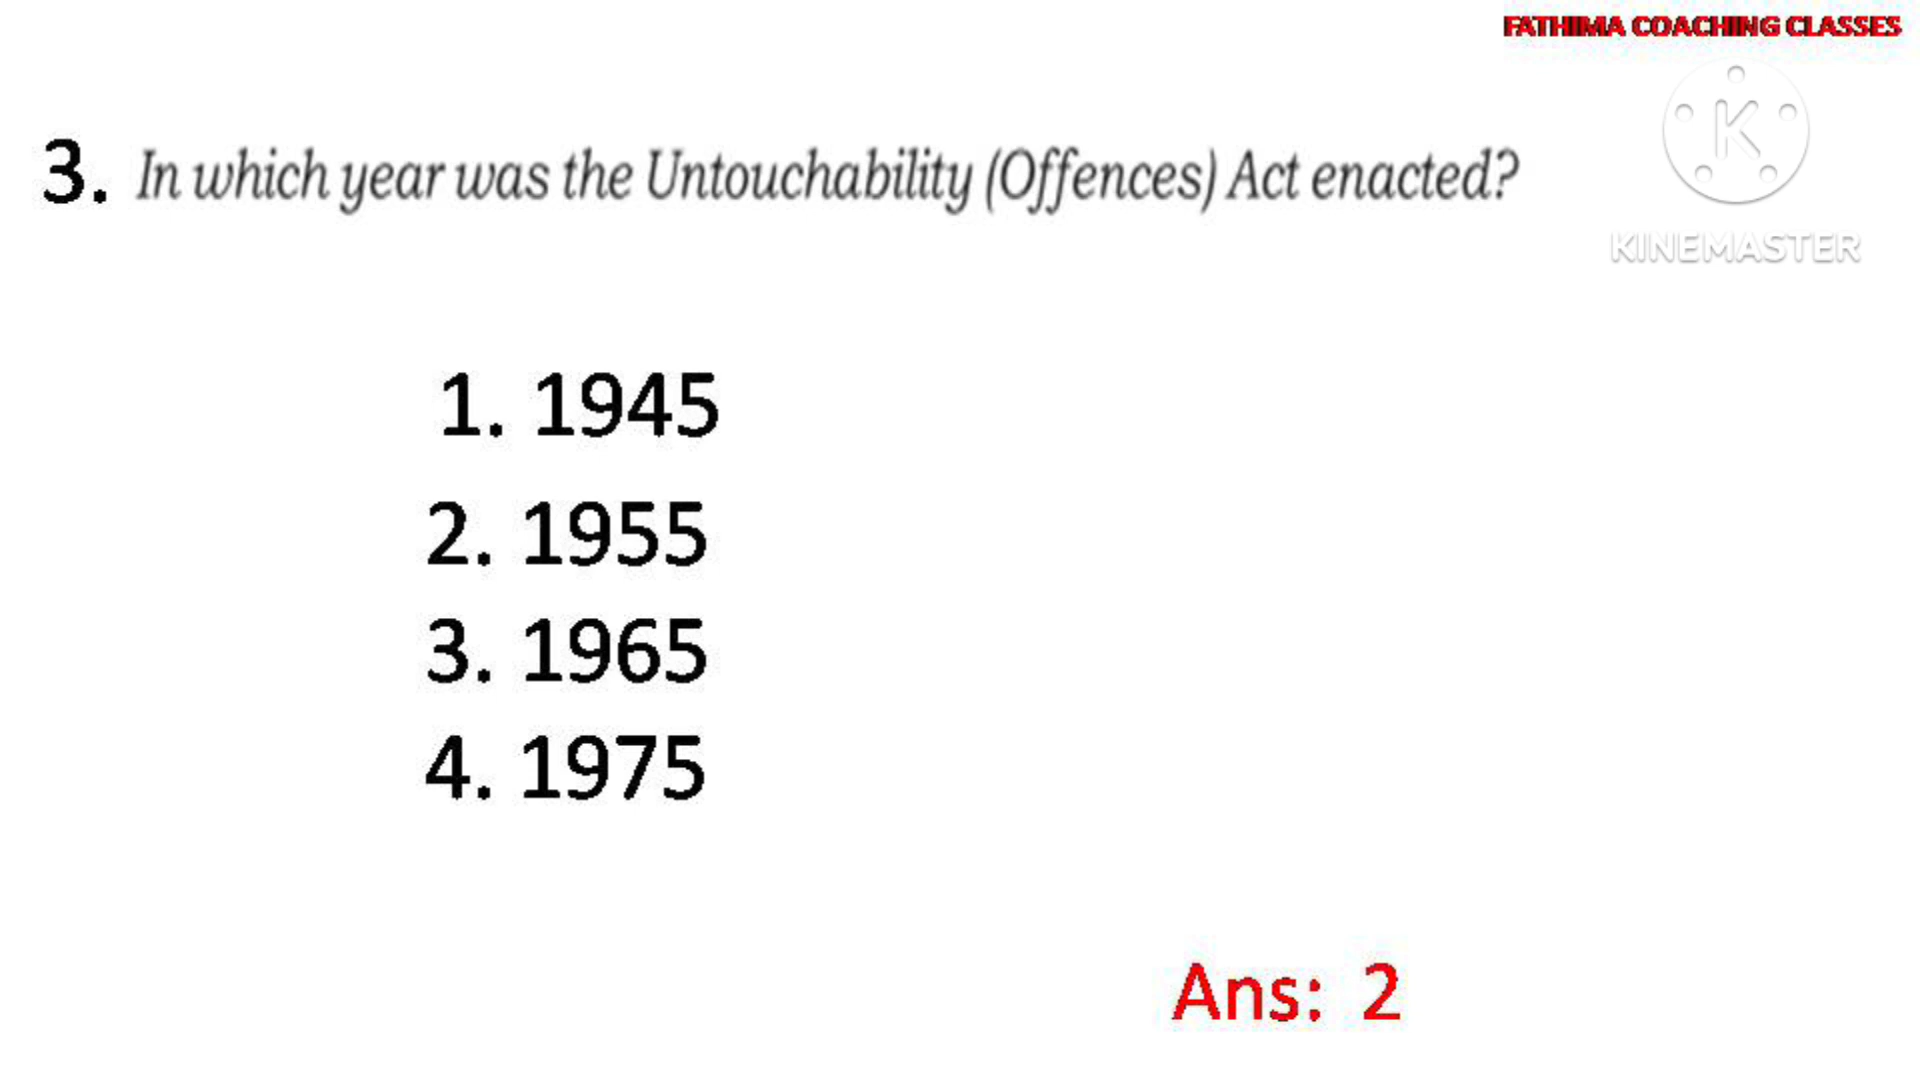 FATHIMA COACHING CLASSES
3. In which year was the Untouchability (Offences) Act enacted?
K
KINEMASTER
1. 1945
2. 1955
3. 1965
4. 1975
Ans: 2